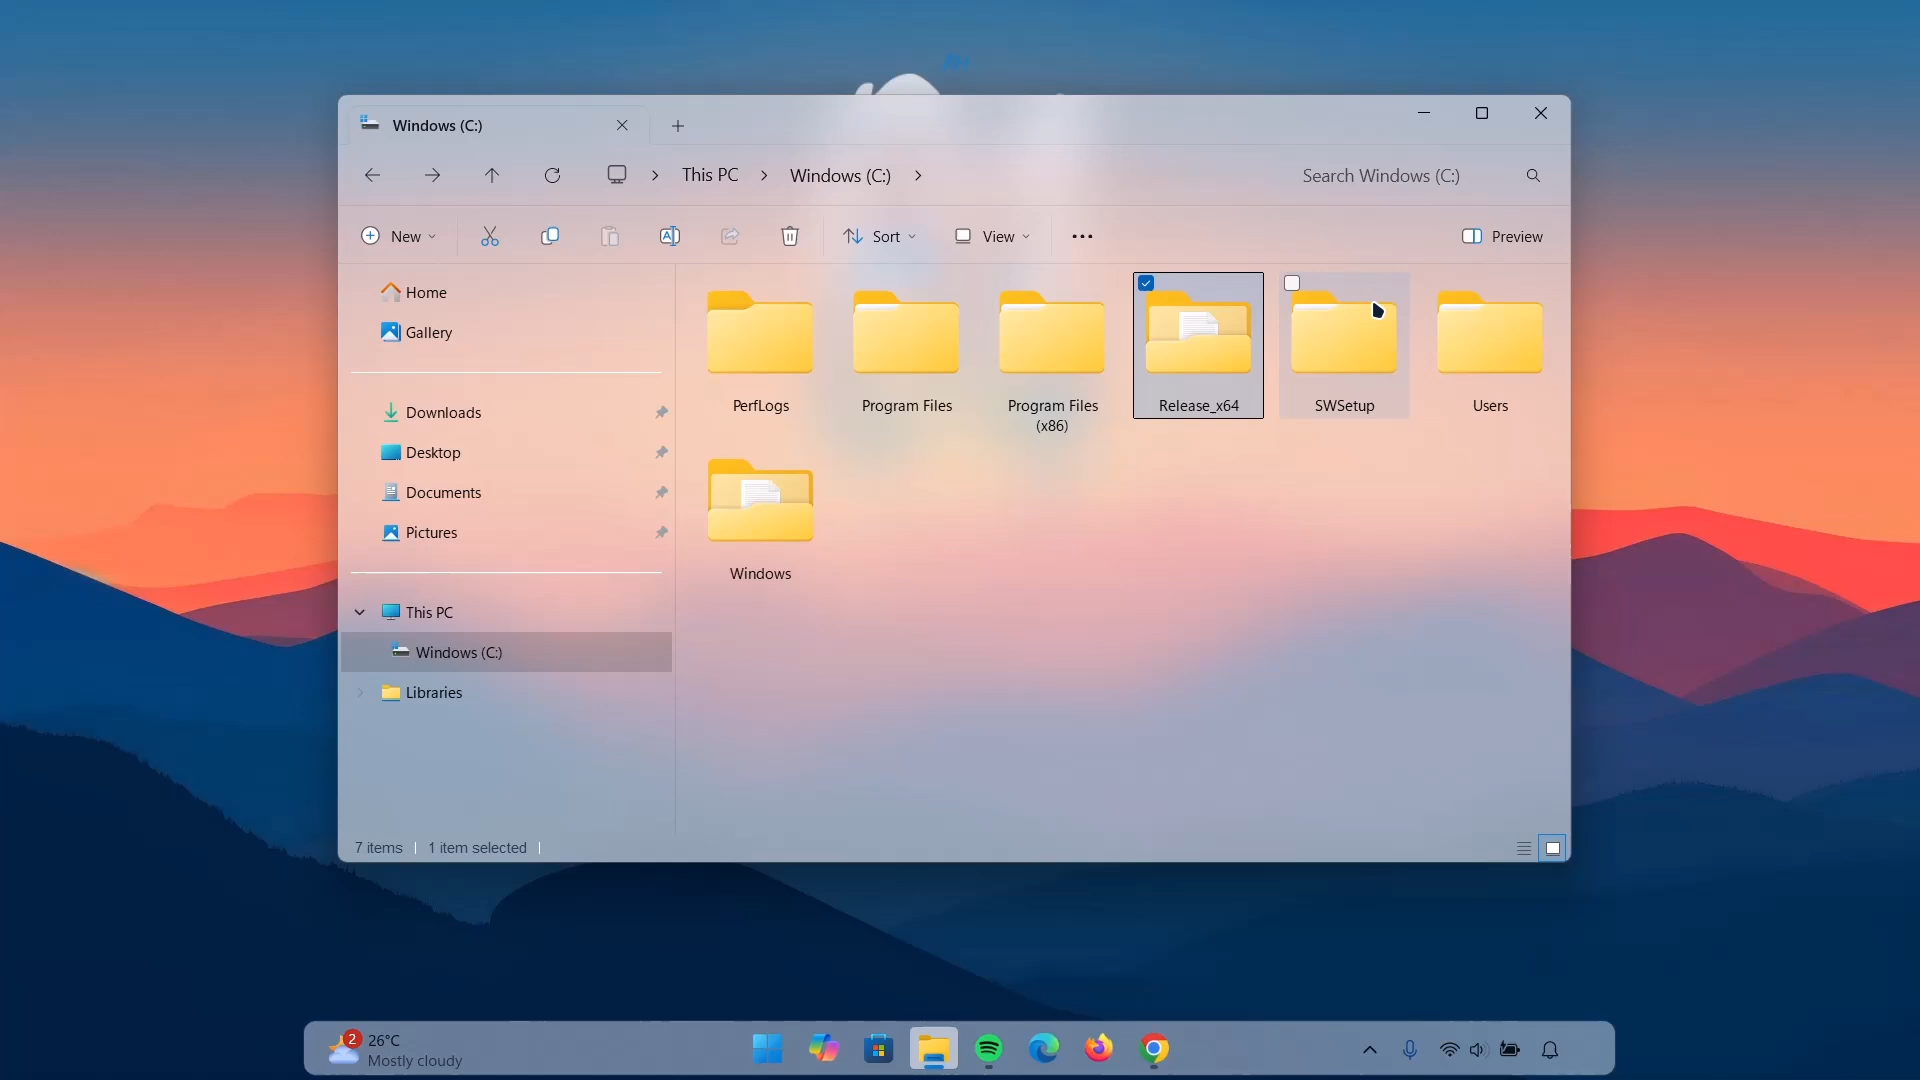 Windows (C:)
This PC
Windows (C:)
Search Windows (C:)
New
Sort
View
Preview
Home
Gallery
Downloads
Desktop
Documents
Pictures
This PC
Windows (C:)
Libraries
PerfLogs
Program Files
Program Files
(x86)
Release_x64
SWSetup
Users
Windows
7 items
1 item selected
2
26°C
Mostly cloudy